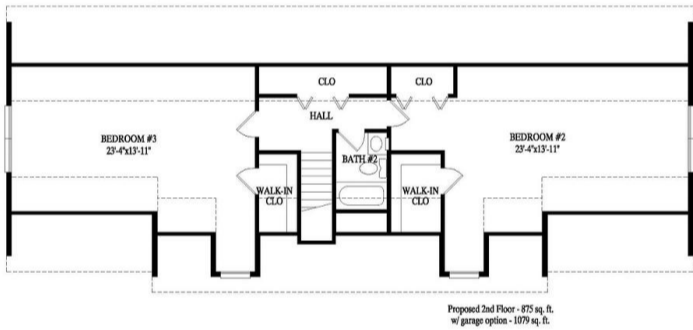 CLO
CLO
HALL
BEDROOM #3
23'-4"x13'-11"
BEDROOM #2
23'-4"x13'-11"
BATH #2
WALK-IN
CLO
WALK-IN
CLO
Proposed 2nd Floor - 875 sq. ft.
w/ garage option - 1079 sq. ft.